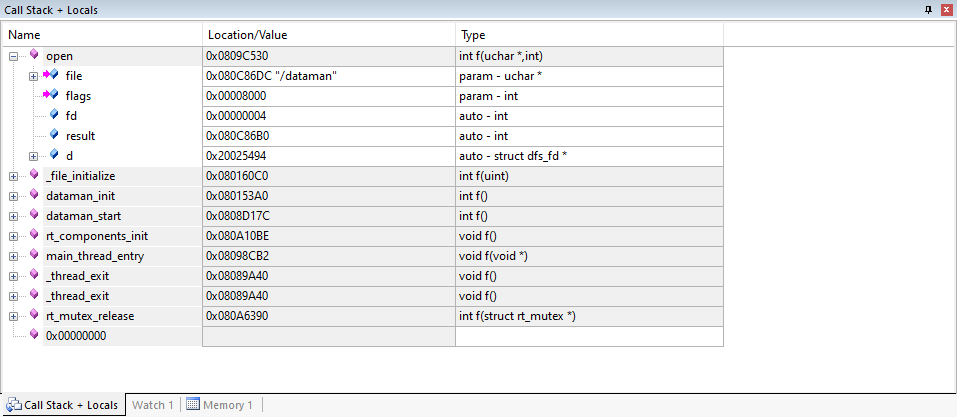 Call Stack + Locals
Name Location/Value Type
open 0x0809C530 int f(uchar *,int)
file 0x080C86DC "/dataman" param - uchar *
flags 0x00008000 param - int
fd 0x00000004 auto - int
result 0x080C86B0 auto - int
d 0x20025494 auto - struct dfs_fd *
_file_initialize 0x080160C0 int f(uint)
dataman_init 0x080153A0 int f()
dataman_start 0x0808D17C int f()
rt_components_init 0x080A10BE void f()
main_thread_entry 0x08098CB2 void f(void *)
_thread_exit 0x08089A40 void f()
_thread_exit 0x08089A40 void f()
rt_mutex_release 0x080A6390 int f(struct rt_mutex *)
0x00000000
Call Stack + Locals Watch 1 Memory 1